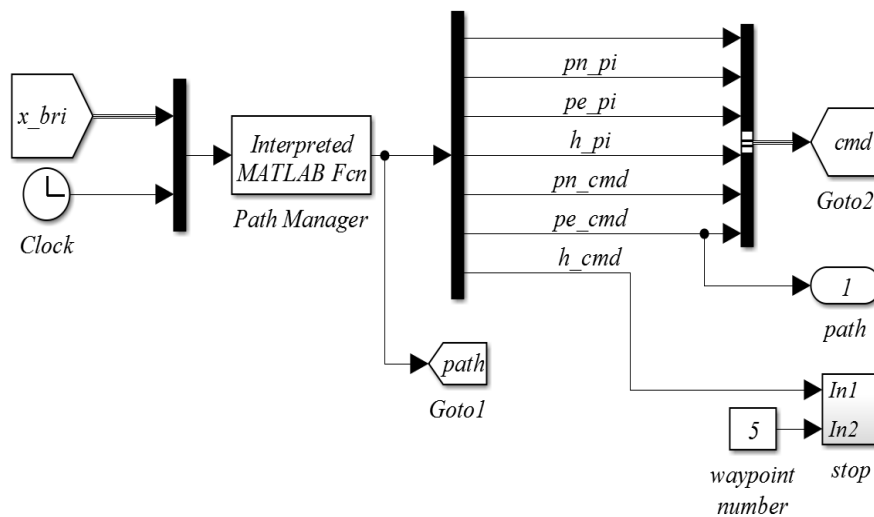 x_bri
Clock
Interpreted
MATLAB Fcn
Path Manager
pn_pi
pe_pi
h_pi
pn_cmd
pe_cmd
h_cmd
path
Goto1
cmd
Goto2
1
path
5
waypoint
number
In1
In2
stop